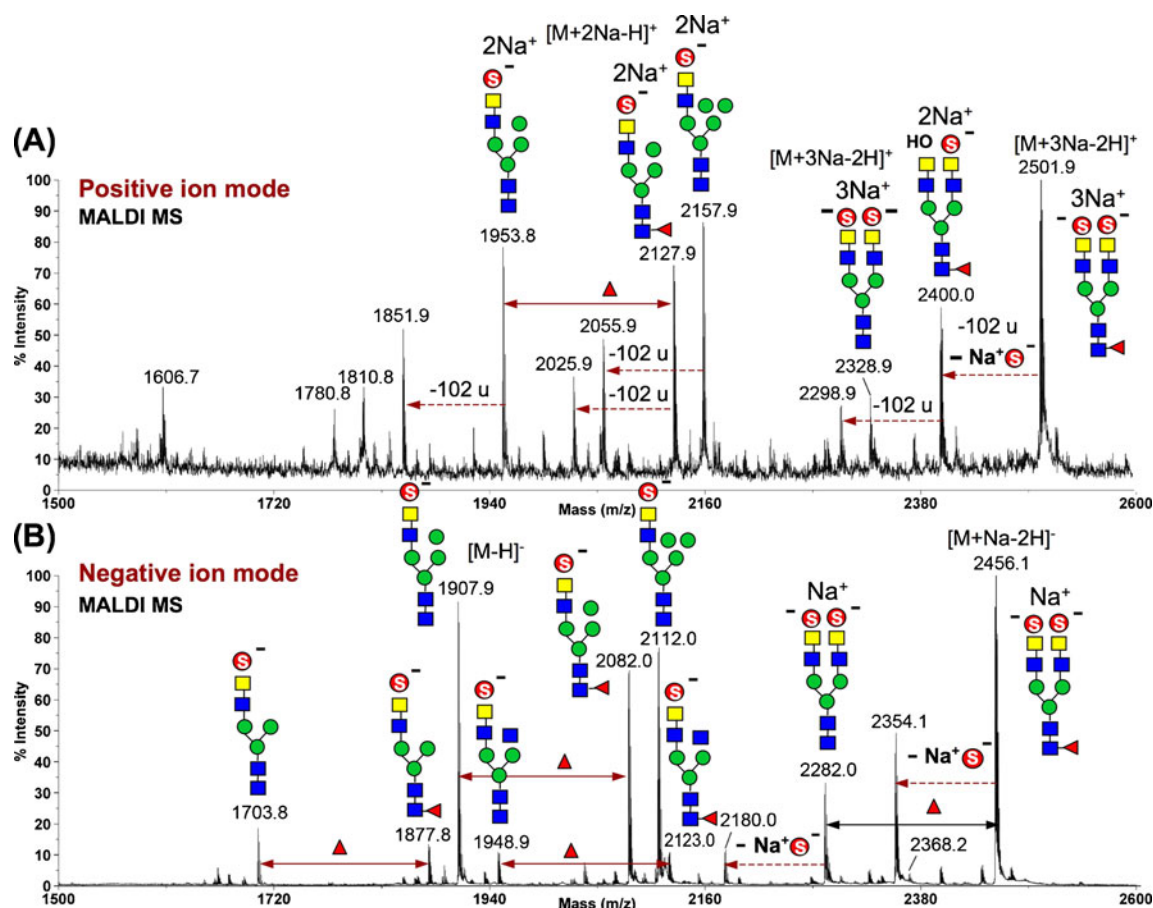 (A)
Positive ion mode
MALDI MS
2Na⁺
[M+2Na-H]⁺
2Na⁺
2Na⁺
2Na⁺
HO
[M+3Na-2H]⁺
[M+3Na-2H]⁺
2501.9
3Na⁺
3Na⁺
S⁻
S⁻
S⁻
S⁻
⁻S S⁻
⁻S S⁻
1953.8
2127.9
2157.9
2400.0
1851.9
2055.9
2025.9
-102 u
-102 u
-102 u
-102 u
-102 u
– Na⁺S⁻
2328.9
2298.9
1606.7
1780.8
1810.8
% Intensity
100
90
80
70
60
50
40
30
20
10
0
1500
1720
1940
2160
2380
2600
Mass (m/z)
(B)
Negative ion mode
MALDI MS
[M-H]⁻
[M+Na-2H]⁻
2456.1
1907.9
S⁻
S⁻
S⁻
S⁻
S⁻
S⁻
S⁻
Na⁺
⁻S S⁻
Na⁺
⁻S S⁻
2082.0
2112.0
2354.1
– Na⁺S⁻
2282.0
1703.8
1877.8
1948.9
2123.0
2180.0
– Na⁺S⁻
2368.2
% Intensity
100
90
80
70
60
50
40
30
20
10
0
1500
1720
1940
2160
2380
2600
Mass (m/z)